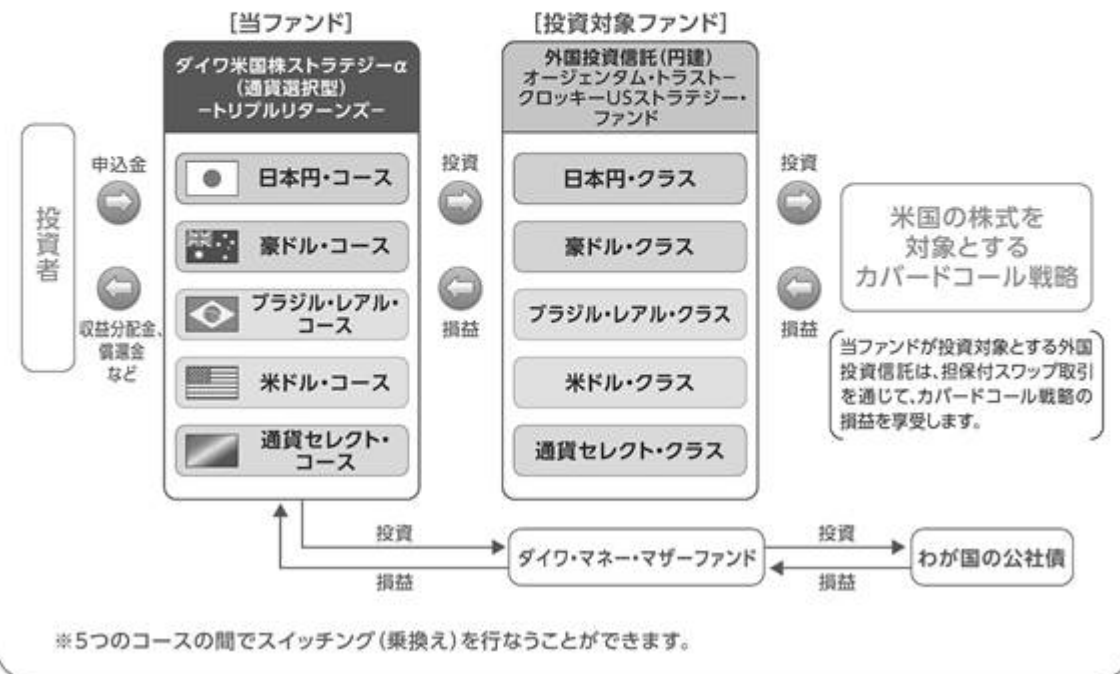 [当ファンド]
[投資対象ファンド]
ダイワ米国株ストラテジーα
(通貨選択型)
ートリプルリターンズー
外国投資信託(円建)
オージェンタム・トラストー
クロッキーUSストラテジー・
ファンド
投資者
申込金
収益分配金、
償還金
など
日本円・コース
豪ドル・コース
ブラジル・レアル・
コース
米ドル・コース
通貨セレクト・
コース
投資
損益
日本円・クラス
豪ドル・クラス
ブラジル・レアル・クラス
米ドル・クラス
通貨セレクト・クラス
投資
損益
米国の株式を
対象とする
カバードコール戦略
当ファンドが投資対象とする外国
投資信託は、担保付スワップ取引
を通じて、カバードコール戦略の
損益を享受します。
投資
損益
ダイワ・マネー・マザーファンド
投資
損益
わが国の公社債
※5つのコースの間でスイッチング(乗換え)を行なうことができます。